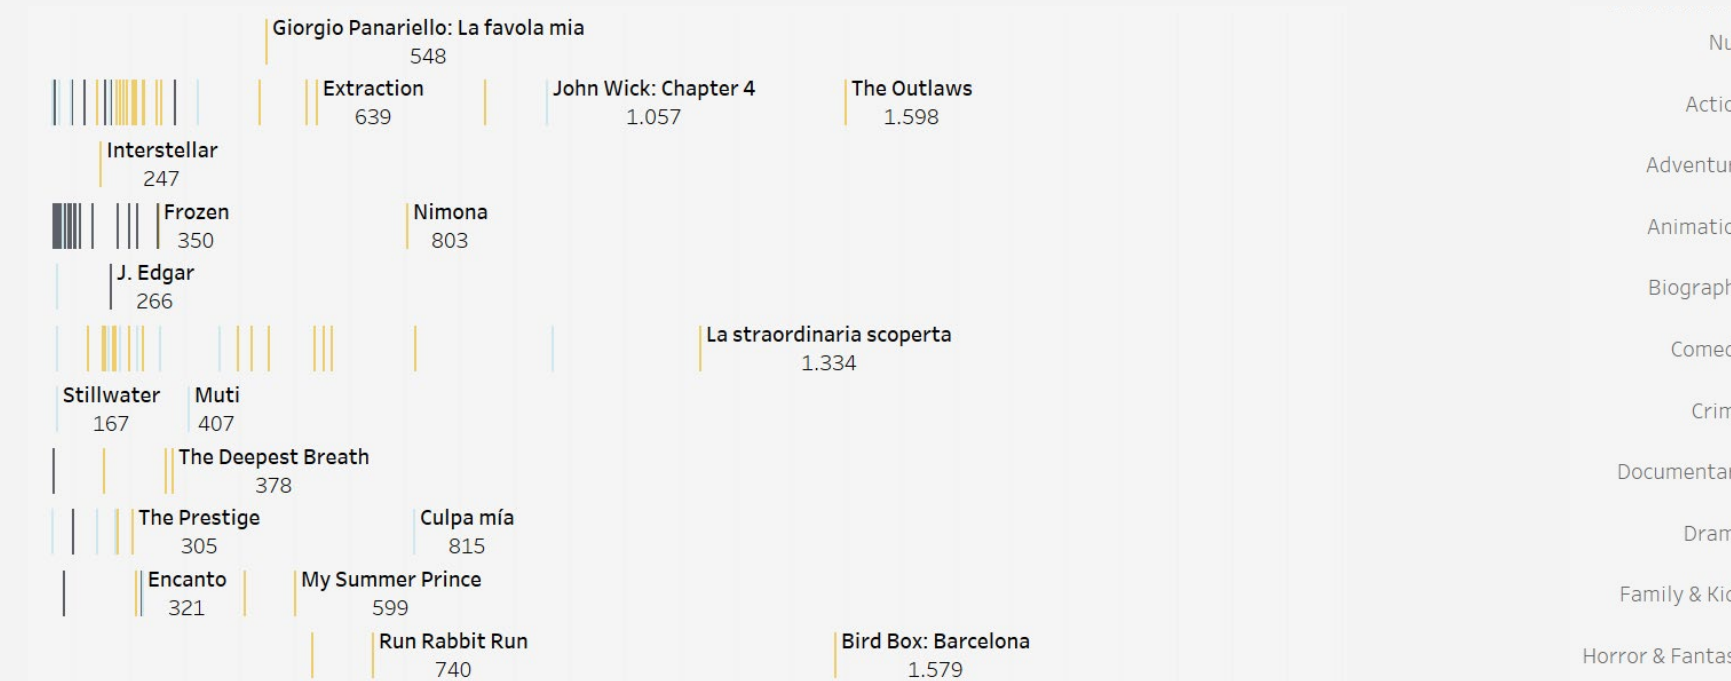 Giorgio Panariello: La favola mia
548
Nu
Extraction
639
John Wick: Chapter 4
1.057
The Outlaws
1.598
Actio
Interstellar
247
Adventur
Frozen
350
Nimona
803
Animatio
J. Edgar
266
Biograph
La straordinaria scoperta
1.334
Comed
Stillwater
167
Muti
407
Crim
The Deepest Breath
378
Documentar
The Prestige
305
Culpa mía
815
Dram
Encanto
321
My Summer Prince
599
Family & Kid
Run Rabbit Run
740
Bird Box: Barcelona
1.579
Horror & Fantas